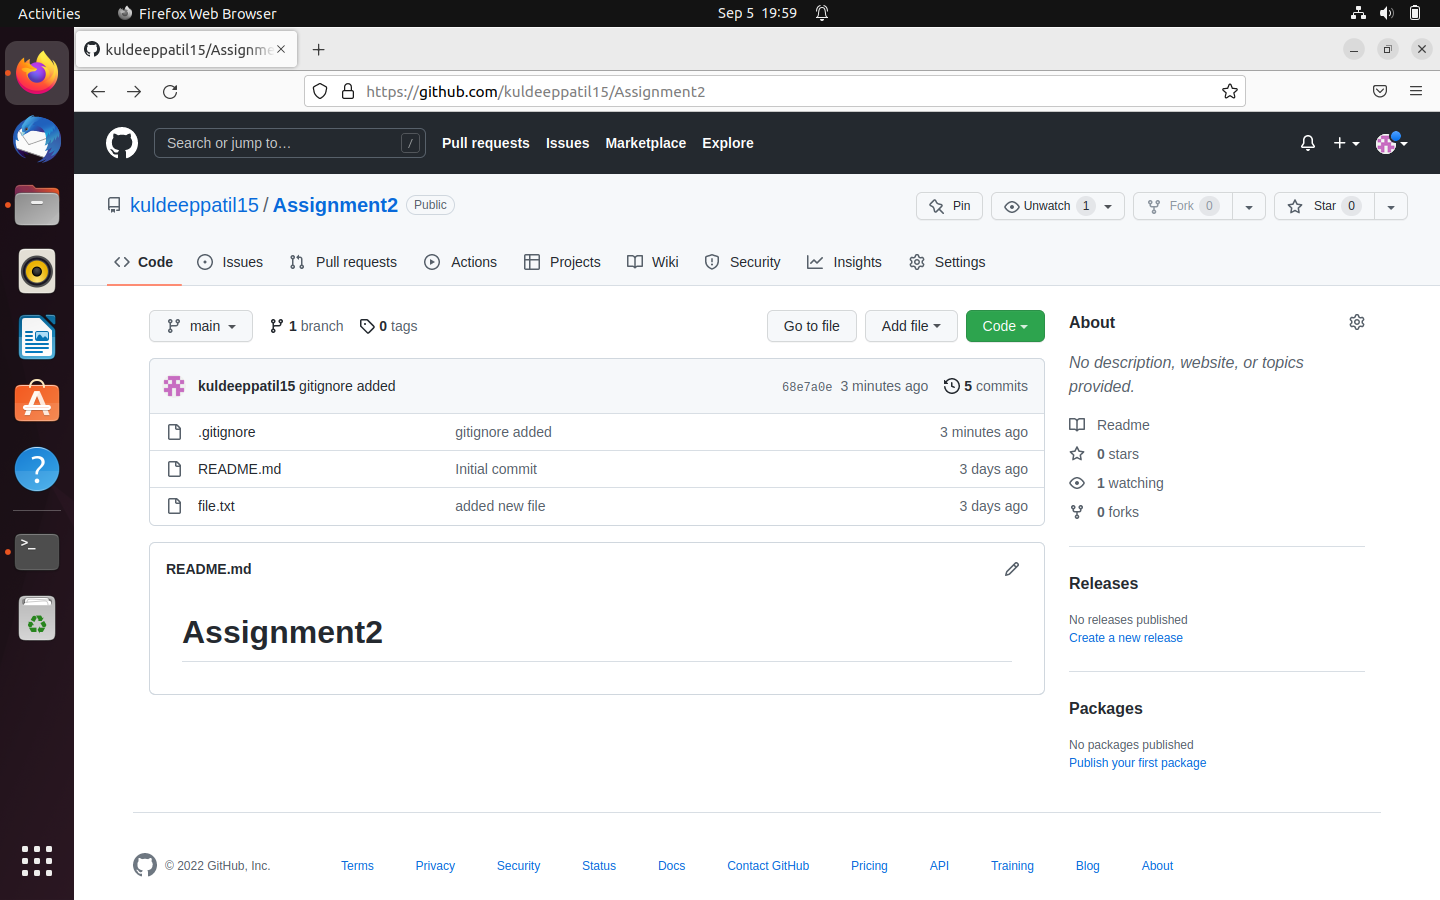 Activities Firefox Web Browser Sep 5 19:59
kuldeeppatil15/Assignme
https://github.com/kuldeeppatil15/Assignment2
Search or jump to… / Pull requests Issues Marketplace Explore
kuldeeppatil15 / Assignment2 Public Pin Unwatch 1 Fork 0 Star 0
Code Issues Pull requests Actions Projects Wiki Security Insights Settings
main 1 branch 0 tags Go to file Add file Code
kuldeeppatil15 gitignore added 68e7a0e 3 minutes ago 5 commits
.gitignore gitignore added 3 minutes ago
README.md Initial commit 3 days ago
file.txt added new file 3 days ago
README.md
Assignment2
About
No description, website, or topics
provided.
Readme
0 stars
1 watching
0 forks
Releases
No releases published
Create a new release
Packages
No packages published
Publish your first package
© 2022 GitHub, Inc. Terms Privacy Security Status Docs Contact GitHub Pricing API Training Blog About